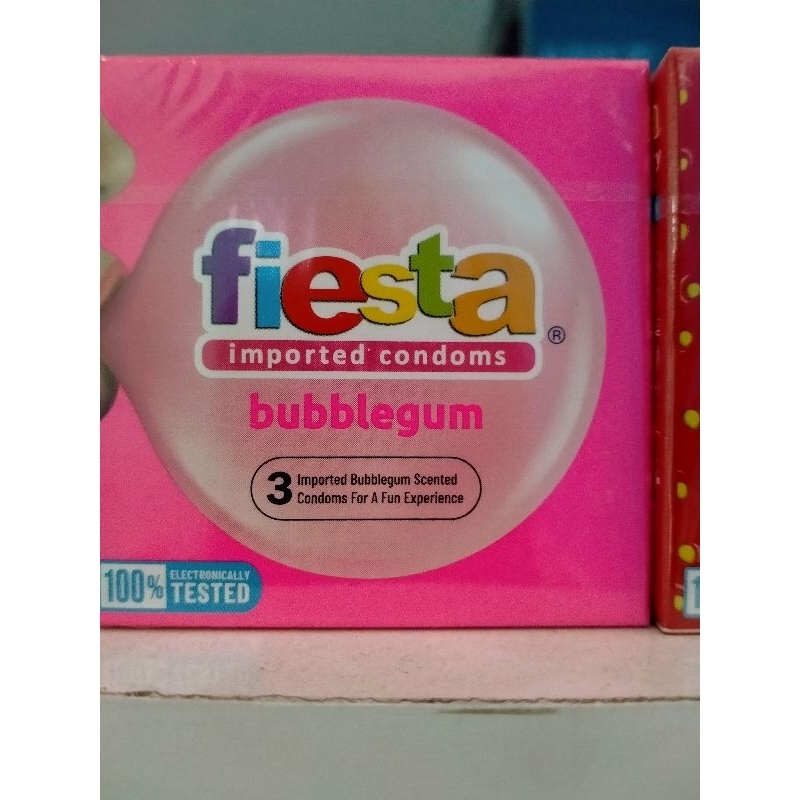 fiesta
®
imported condoms
bubblegum
3 Imported Bubblegum Scented
Condoms For A Fun Experience
100% ELECTRONICALLY
TESTED